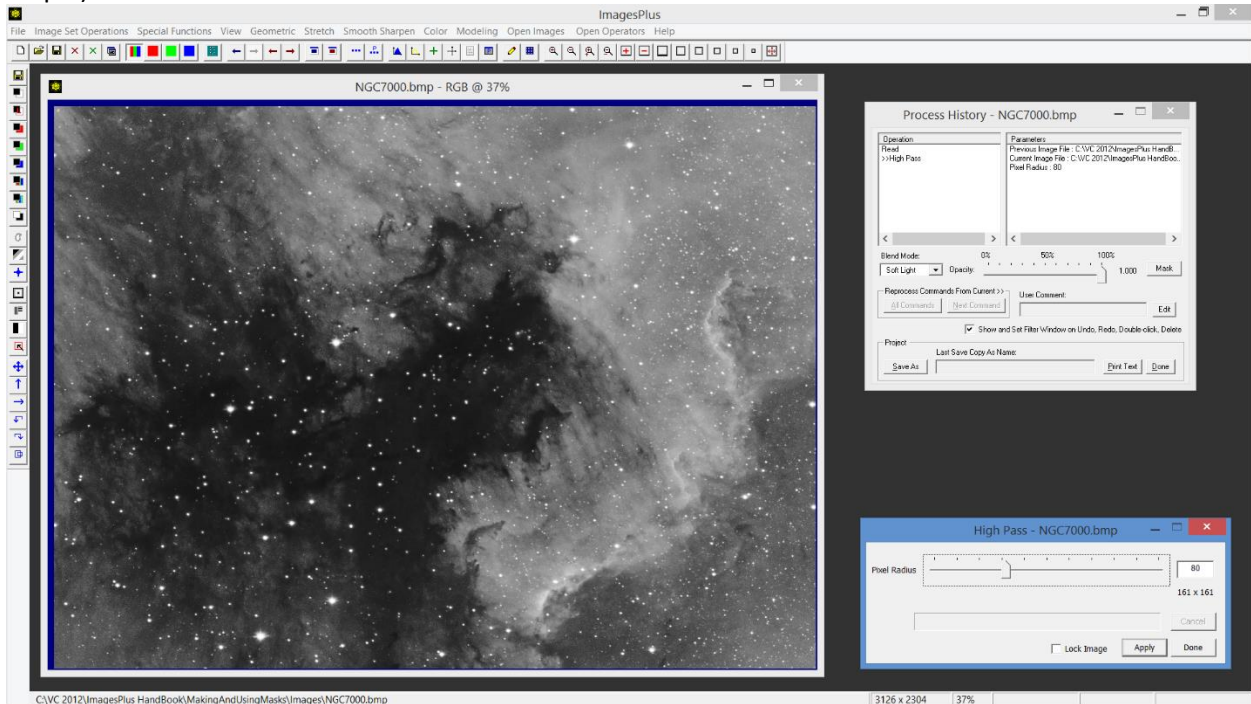 ImagesPlus
File Image Set Operations Special Functions View Geometric Stretch Smooth Sharpen Color Modeling Open Images Open Operators Help
NGC7000.bmp - RGB @ 37%
Process History - NGC7000.bmp
Operation Parameters
Read Previous Image File : C:\VC 2012\ImagesPlus HandB...
>>High Pass Current Image File : C:\VC 2012\ImagesPlus HandBoo..
Pixel Radius : 80
Blend Mode: 0% 50% 100%
Soft Light Opacity: 1.000 Mask
Reprocess Commands From Current >> User Comment:
All Commands Next Command Edit
Show and Set Filter Window on Undo, Redo, Double-click, Delete
Project
Last Save Copy As Name:
Save As Print Text Done
High Pass - NGC7000.bmp
Pixel Radius 80
161 x 161
Cancel
Lock Image Apply Done
C:\VC 2012\ImagesPlus HandBook\MakingAndUsingMasks\Images\NGC7000.bmp 3126 x 2304 37%